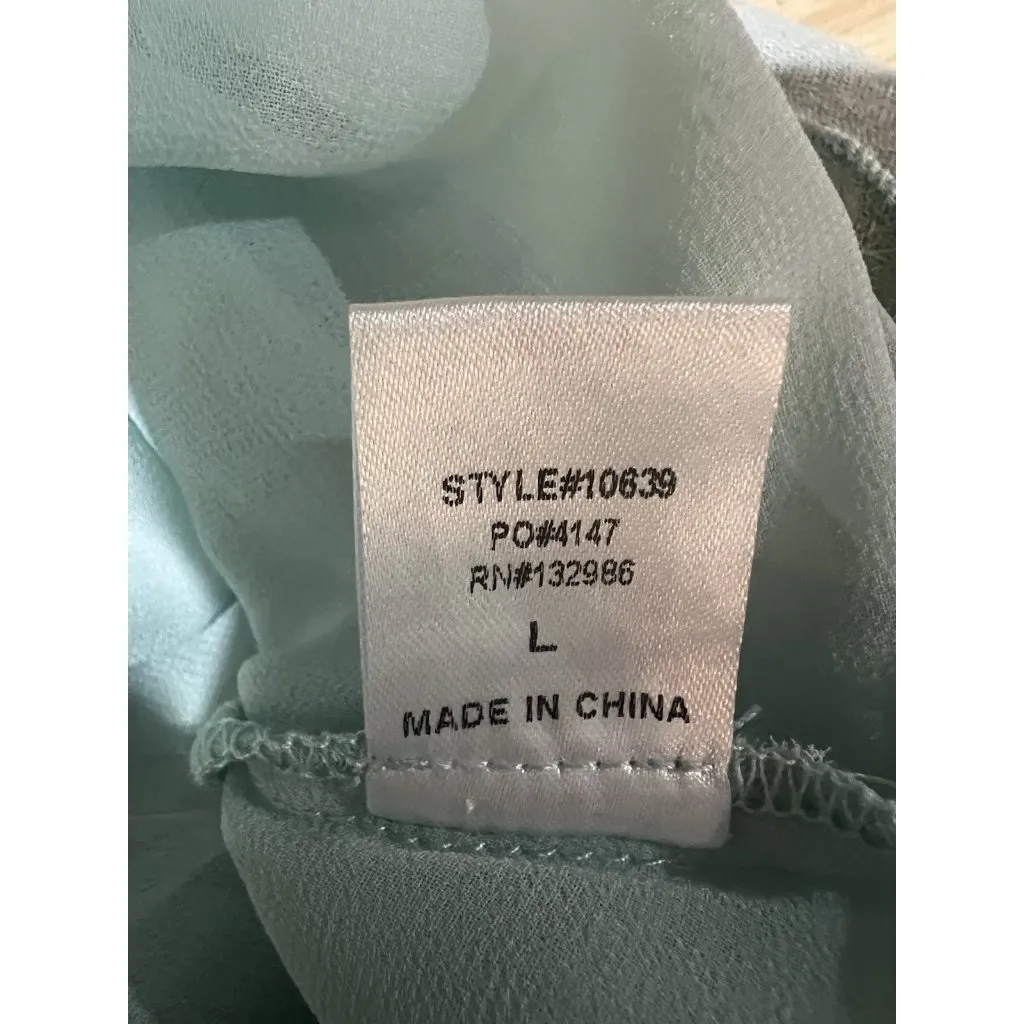 STYLE#10639
PO#4147
RN#132986
L
MADE IN CHINA